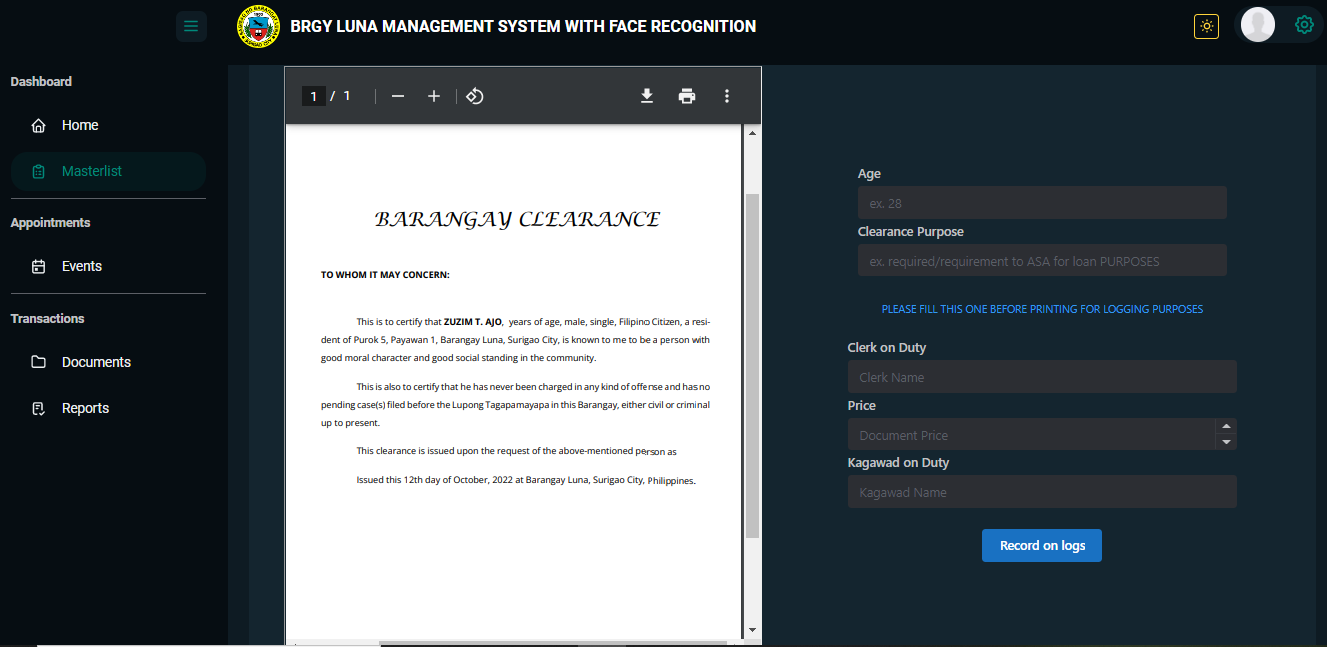 BRGY LUNA MANAGEMENT SYSTEM WITH FACE RECOGNITION
Dashboard
Home
Masterlist
Appointments
Events
Transactions
Documents
Reports
1 / 1
BARANGAY CLEARANCE
TO WHOM IT MAY CONCERN:
This is to certify that ZUZIM T. AJO, years of age, male, single, Filipino Citizen, a resi-
dent of Purok 5, Payawan 1, Barangay Luna, Surigao City, is known to me to be a person with
good moral character and good social standing in the community.
This is also to certify that he has never been charged in any kind of offense and has no
pending case(s) filed before the Lupong Tagapamayapa in this Barangay, either civil or criminal
up to present.
This clearance is issued upon the request of the above-mentioned person as
Issued this 12th day of October, 2022 at Barangay Luna, Surigao City, Philippines.
Age
ex. 28
Clearance Purpose
ex. required/requirement to ASA for loan PURPOSES
PLEASE FILL THIS ONE BEFORE PRINTING FOR LOGGING PURPOSES
Clerk on Duty
Clerk Name
Price
Document Price
Kagawad on Duty
Kagawad Name
Record on logs